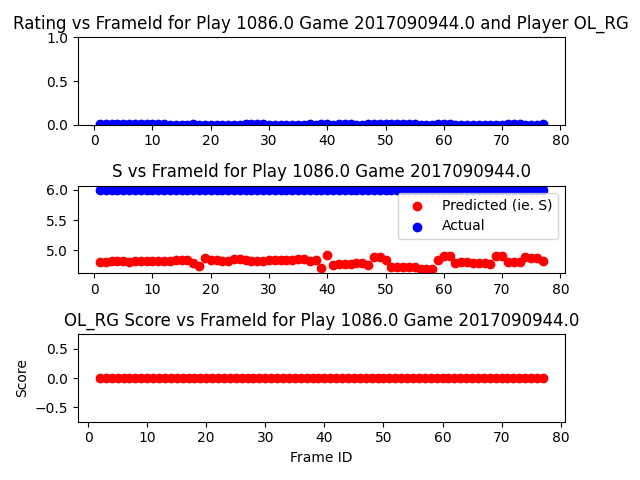 Rating vs FrameId for Play 1086.0 Game 2017090944.0 and Player OL_RG
1.0
0.5
0.0
0 10 20 30 40 50 60 70 80
S vs FrameId for Play 1086.0 Game 2017090944.0
6.0
5.5
5.0
Predicted (ie. S)
Actual
0 10 20 30 40 50 60 70 80
OL_RG Score vs FrameId for Play 1086.0 Game 2017090944.0
Score
0.5
0.0
−0.5
0 10 20 30 40 50 60 70 80
Frame ID